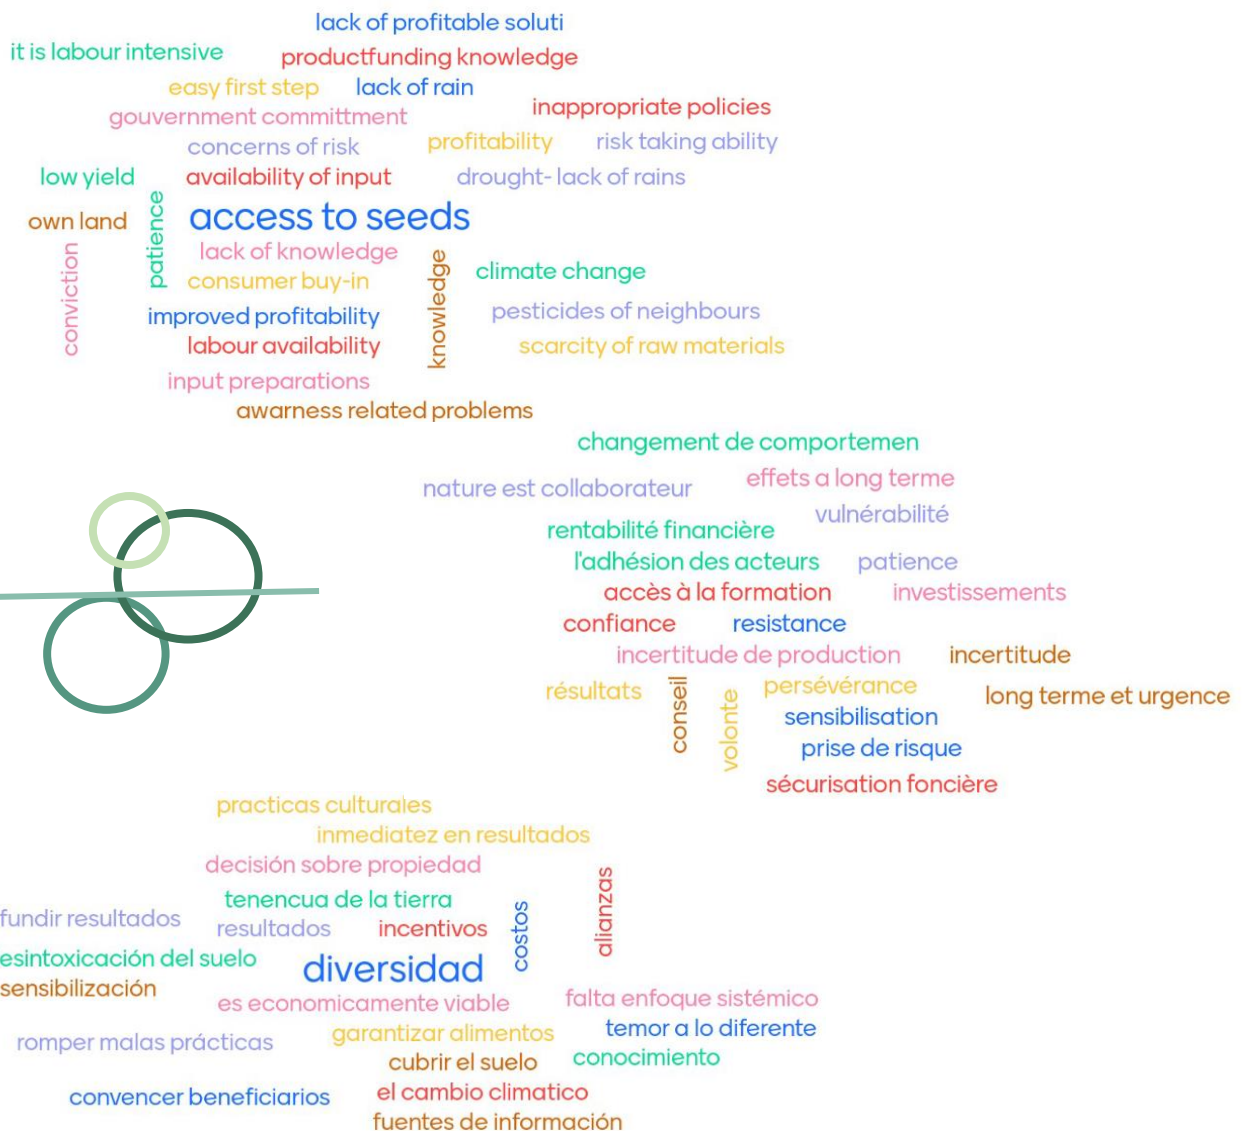 lack of profitable soluti
it is labour intensive
productfunding knowledge
easy first step
lack of rain
inappropriate policies
gouvernment committment
concerns of risk
profitability
risk taking ability
low yield
availability of input
drought- lack of rains
own land
patience
access to seeds
conviction
lack of knowledge
knowledge
climate change
consumer buy-in
improved profitability
pesticides of neighbours
labour availability
scarcity of raw materials
input preparations
awarness related problems
changement de comportemen
nature est collaborateur
effets a long terme
vulnérabilité
rentabilité financière
l'adhésion des acteurs
patience
accès à la formation
investissements
confiance
resistance
incertitude de production
incertitude
résultats
conseil
volonte
persévérance
long terme et urgence
sensibilisation
prise de risque
sécurisation foncière
practicas culturales
inmediatez en resultados
decisión sobre propiedad
alianzas
tenencua de la tierra
fundir resultados
resultados
incentivos
costos
esintoxicación del suelo
diversidad
sensibilización
es economicamente viable
falta enfoque sistémico
romper malas prácticas
garantizar alimentos
temor a lo diferente
cubrir el suelo
conocimiento
convencer beneficiarios
el cambio climatico
fuentes de información